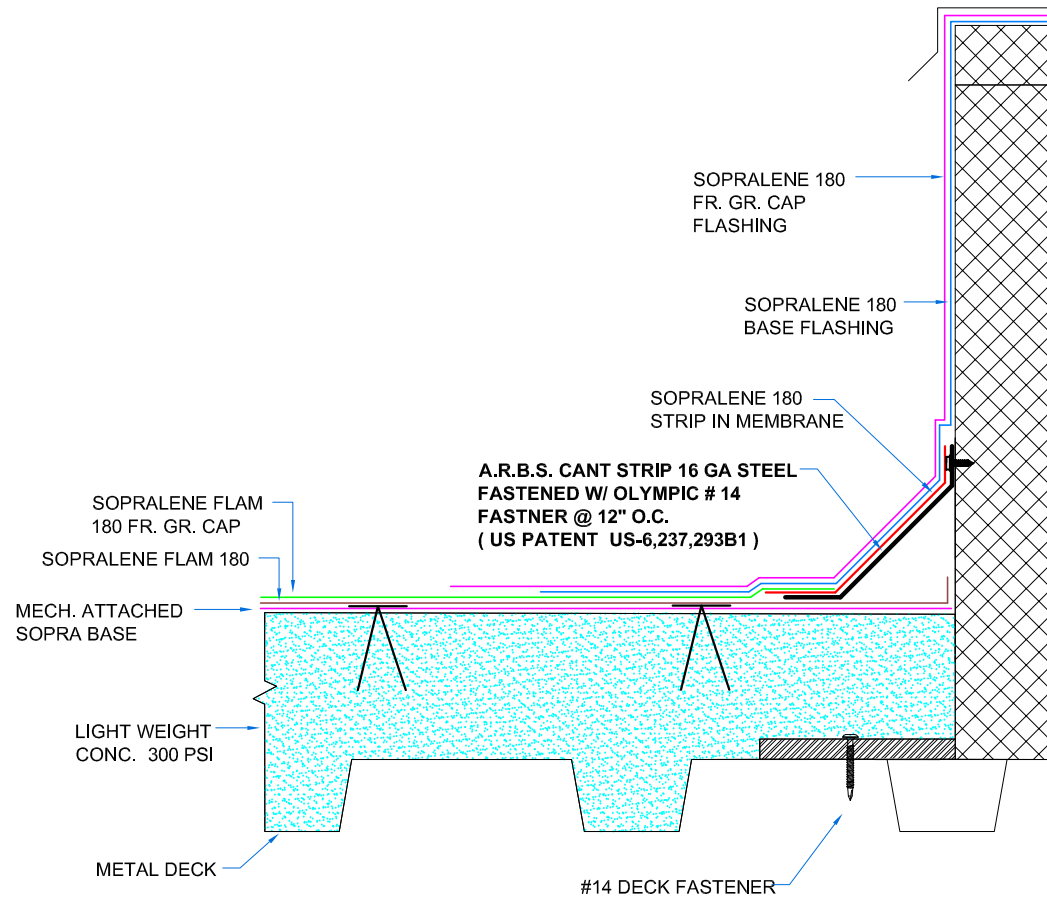 SOPRALENE 180
FR. GR. CAP
FLASHING
SOPRALENE 180
BASE FLASHING
SOPRALENE 180
STRIP IN MEMBRANE
A.R.B.S. CANT STRIP 16 GA STEEL
FASTENED W/ OLYMPIC # 14
FASTNER @ 12" O.C.
( US PATENT US-6,237,293B1 )
SOPRALENE FLAM
180 FR. GR. CAP
SOPRALENE FLAM 180
MECH. ATTACHED
SOPRA BASE
LIGHT WEIGHT
CONC. 300 PSI
METAL DECK
#14 DECK FASTENER